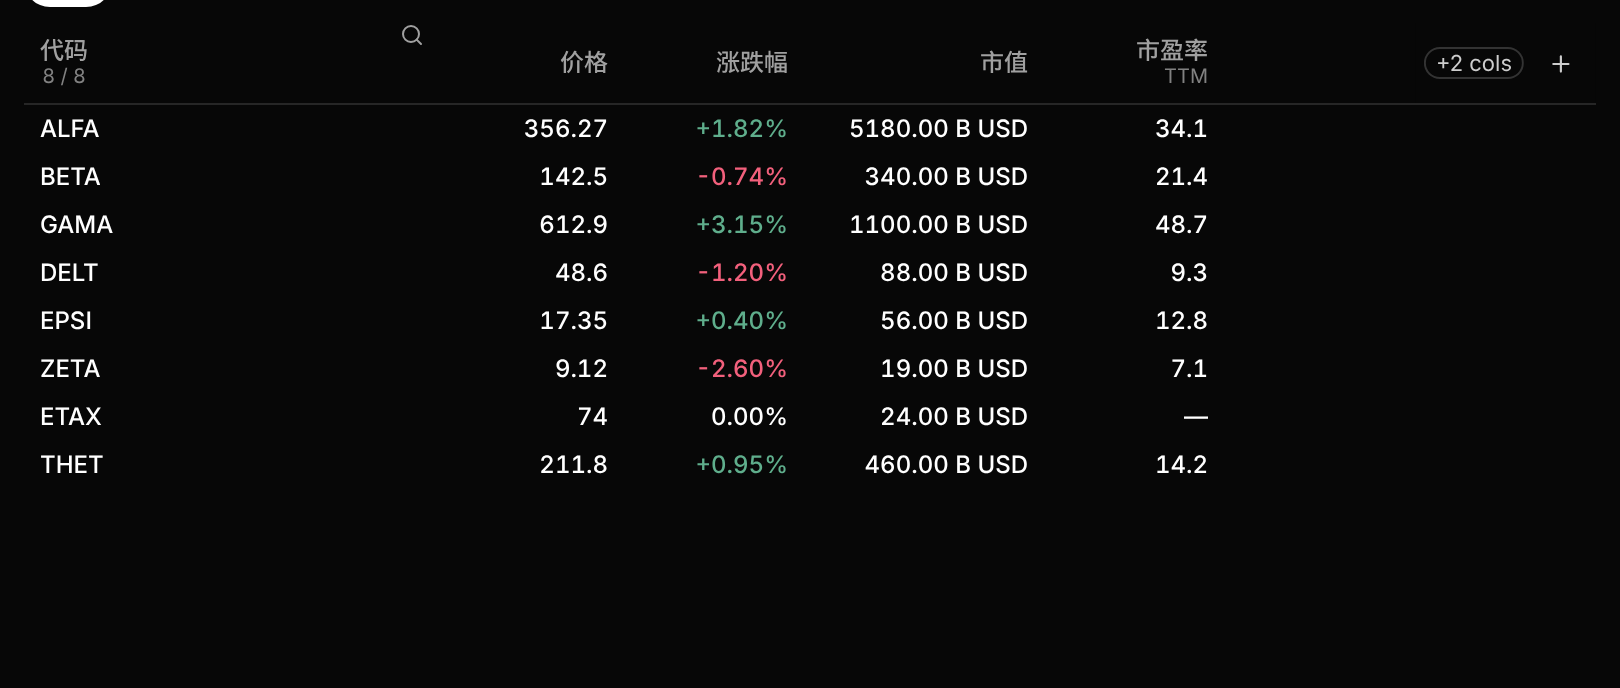 代码 价格 涨跌幅 市值 市盈率 +2 cols +
8 / 8 TTM
ALFA 356.27 +1.82% 5180.00 B USD 34.1
BETA 142.5 -0.74% 340.00 B USD 21.4
GAMA 612.9 +3.15% 1100.00 B USD 48.7
DELT 48.6 -1.20% 88.00 B USD 9.3
EPSI 17.35 +0.40% 56.00 B USD 12.8
ZETA 9.12 -2.60% 19.00 B USD 7.1
ETAX 74 0.00% 24.00 B USD —
THET 211.8 +0.95% 460.00 B USD 14.2